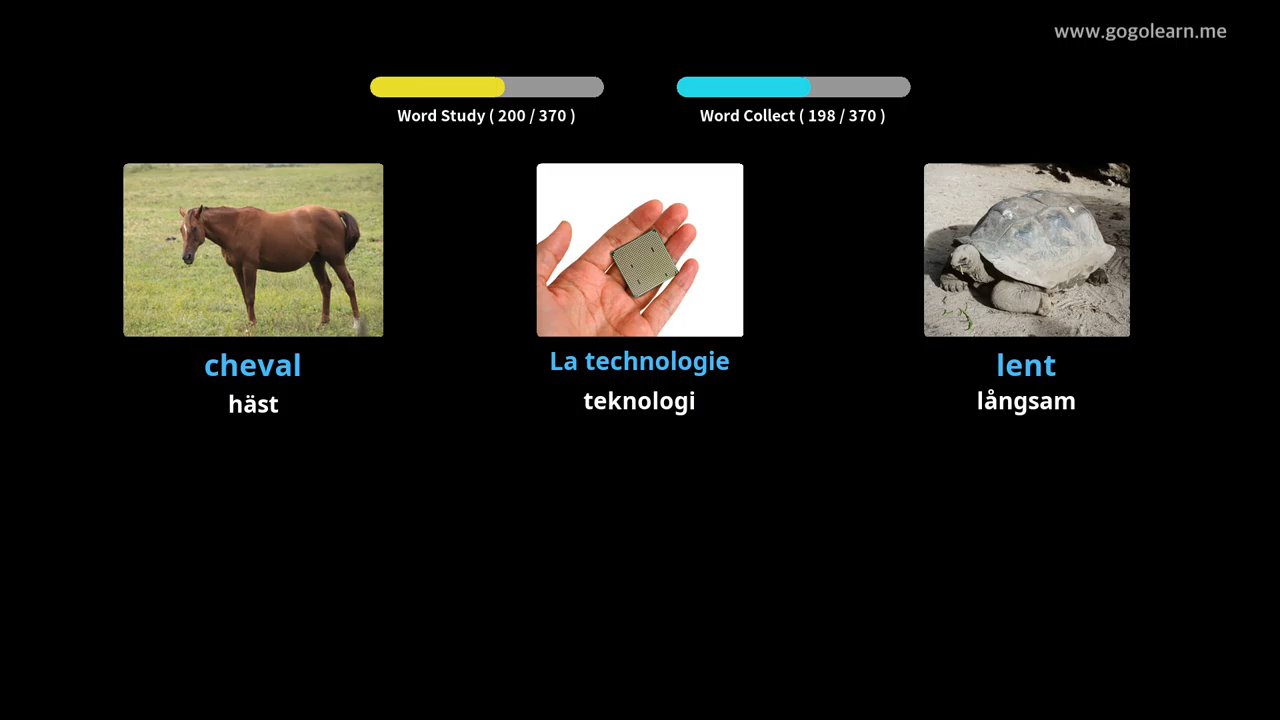 www.gogolearn.me
Word Study ( 200 / 370 )
Word Collect ( 198 / 370 )
cheval
La technologie
lent
häst
teknologi
långsam